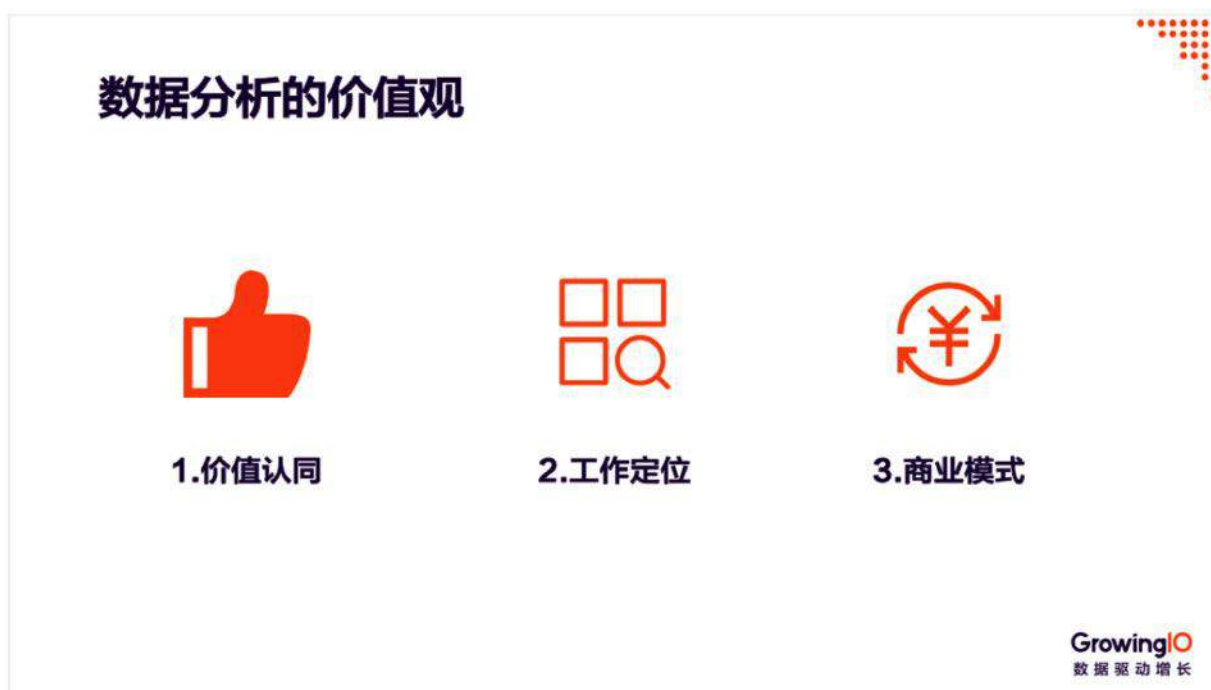 数据分析的价值观
1.价值认同
2.工作定位
3.商业模式
GrowingIO
数据驱动增长